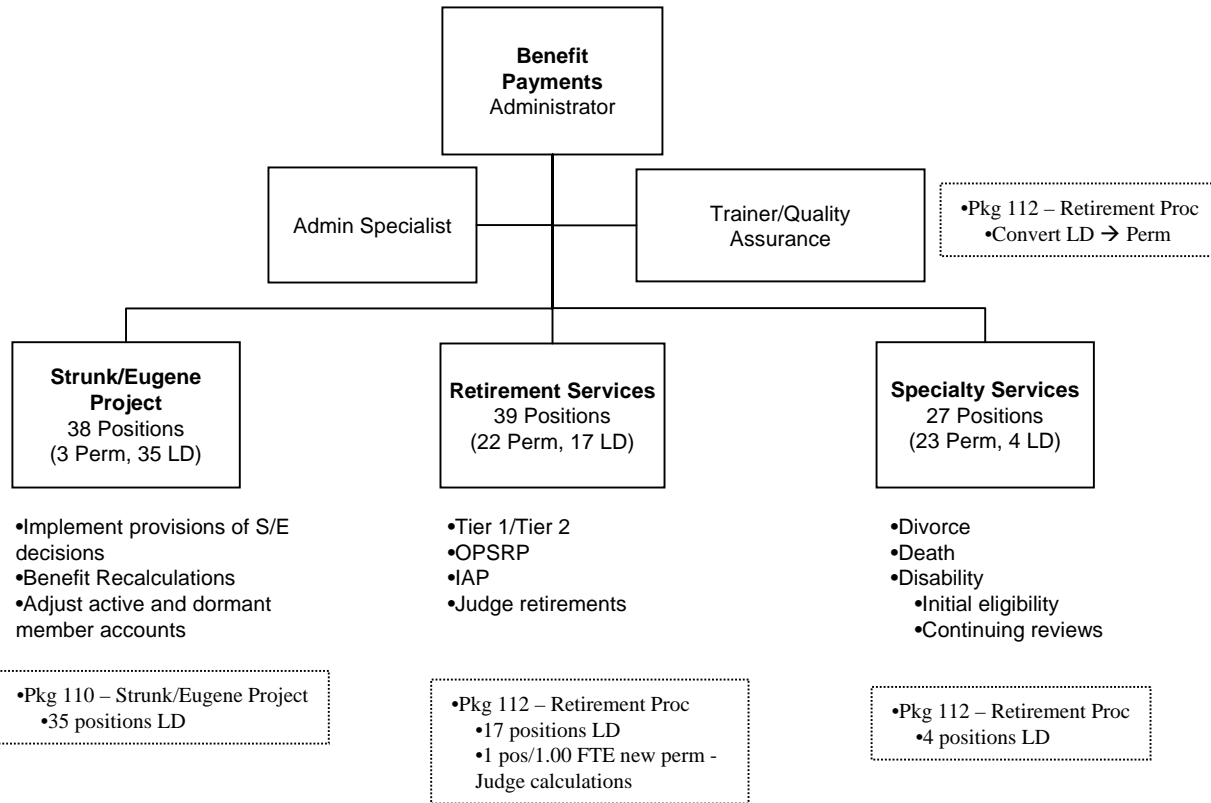 Benefit
Payments
Administrator
Admin Specialist
Trainer/Quality
Assurance
•Pkg 112 – Retirement Proc
•Convert LD → Perm
Strunk/Eugene
Project
38 Positions
(3 Perm, 35 LD)
Retirement Services
39 Positions
(22 Perm, 17 LD)
Specialty Services
27 Positions
(23 Perm, 4 LD)
•Implement provisions of S/E
decisions
•Benefit Recalculations
•Adjust active and dormant
member accounts
•Tier 1/Tier 2
•OPSRP
•IAP
•Judge retirements
•Divorce
•Death
•Disability
•Initial eligibility
•Continuing reviews
•Pkg 110 – Strunk/Eugene Project
•35 positions LD
•Pkg 112 – Retirement Proc
•17 positions LD
•1 pos/1.00 FTE new perm -
Judge calculations
•Pkg 112 – Retirement Proc
•4 positions LD